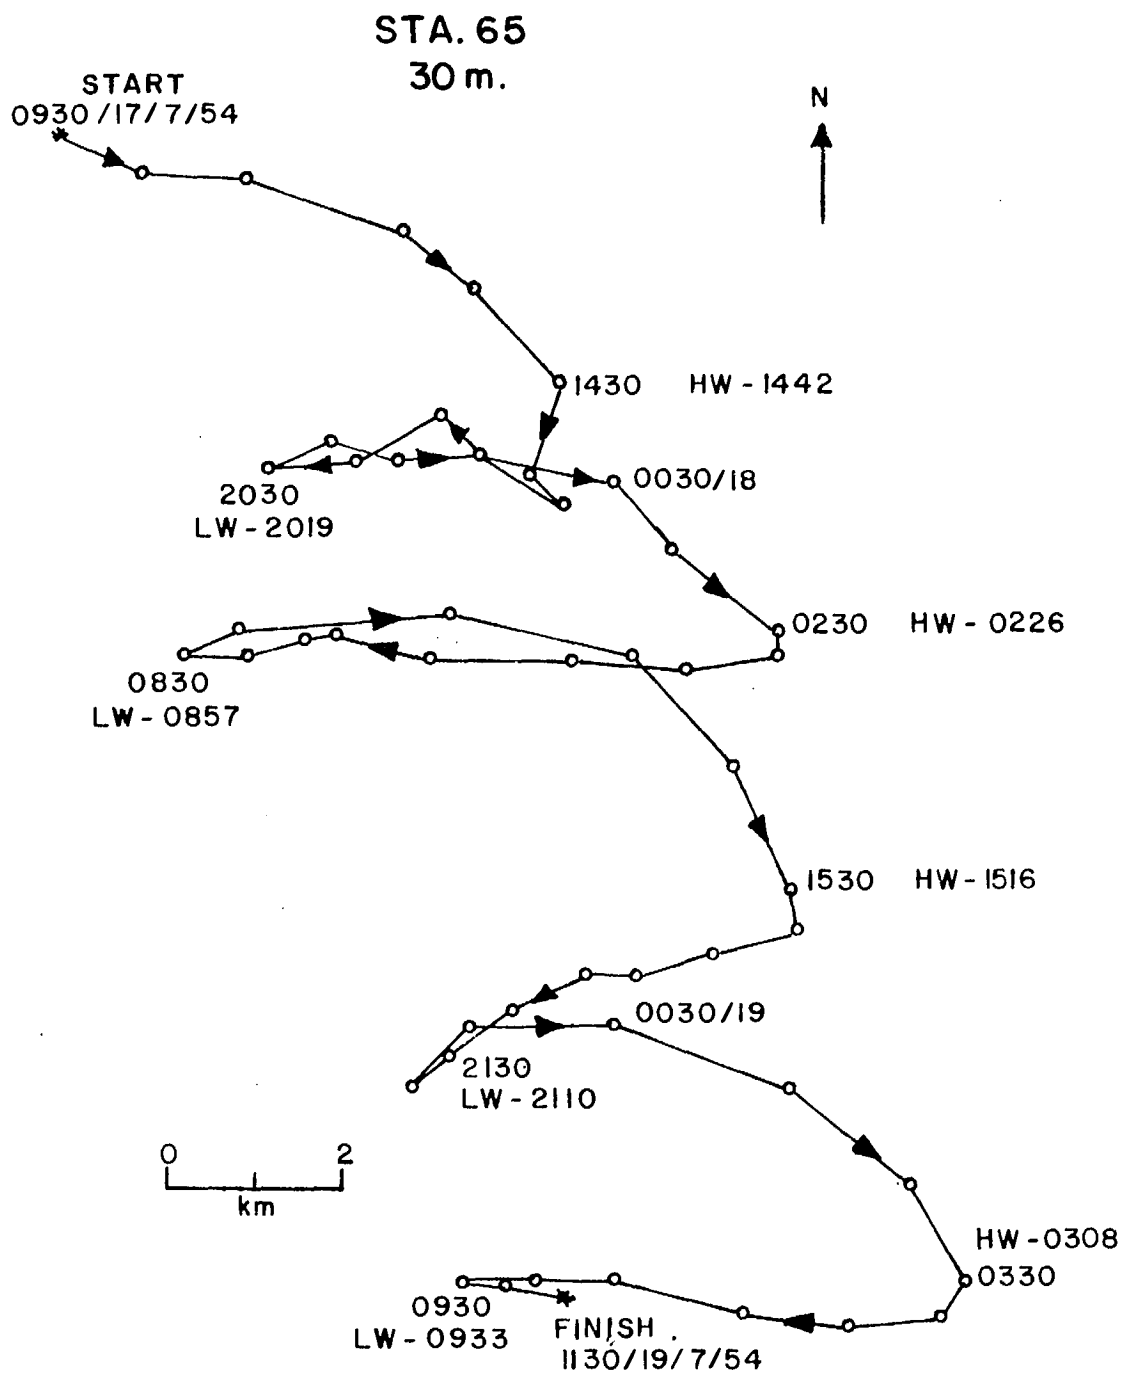 STA. 65
30 m.
START
0930/17/7/54
N
1430 HW-1442
2030
LW-2019
0030/18
0230 HW-0226
0830
LW-0857
1530 HW-1516
0030/19
2130
LW-2110
0 2
km
HW-0308
0330
0930
LW-0933
FINISH
1130/19/7/54